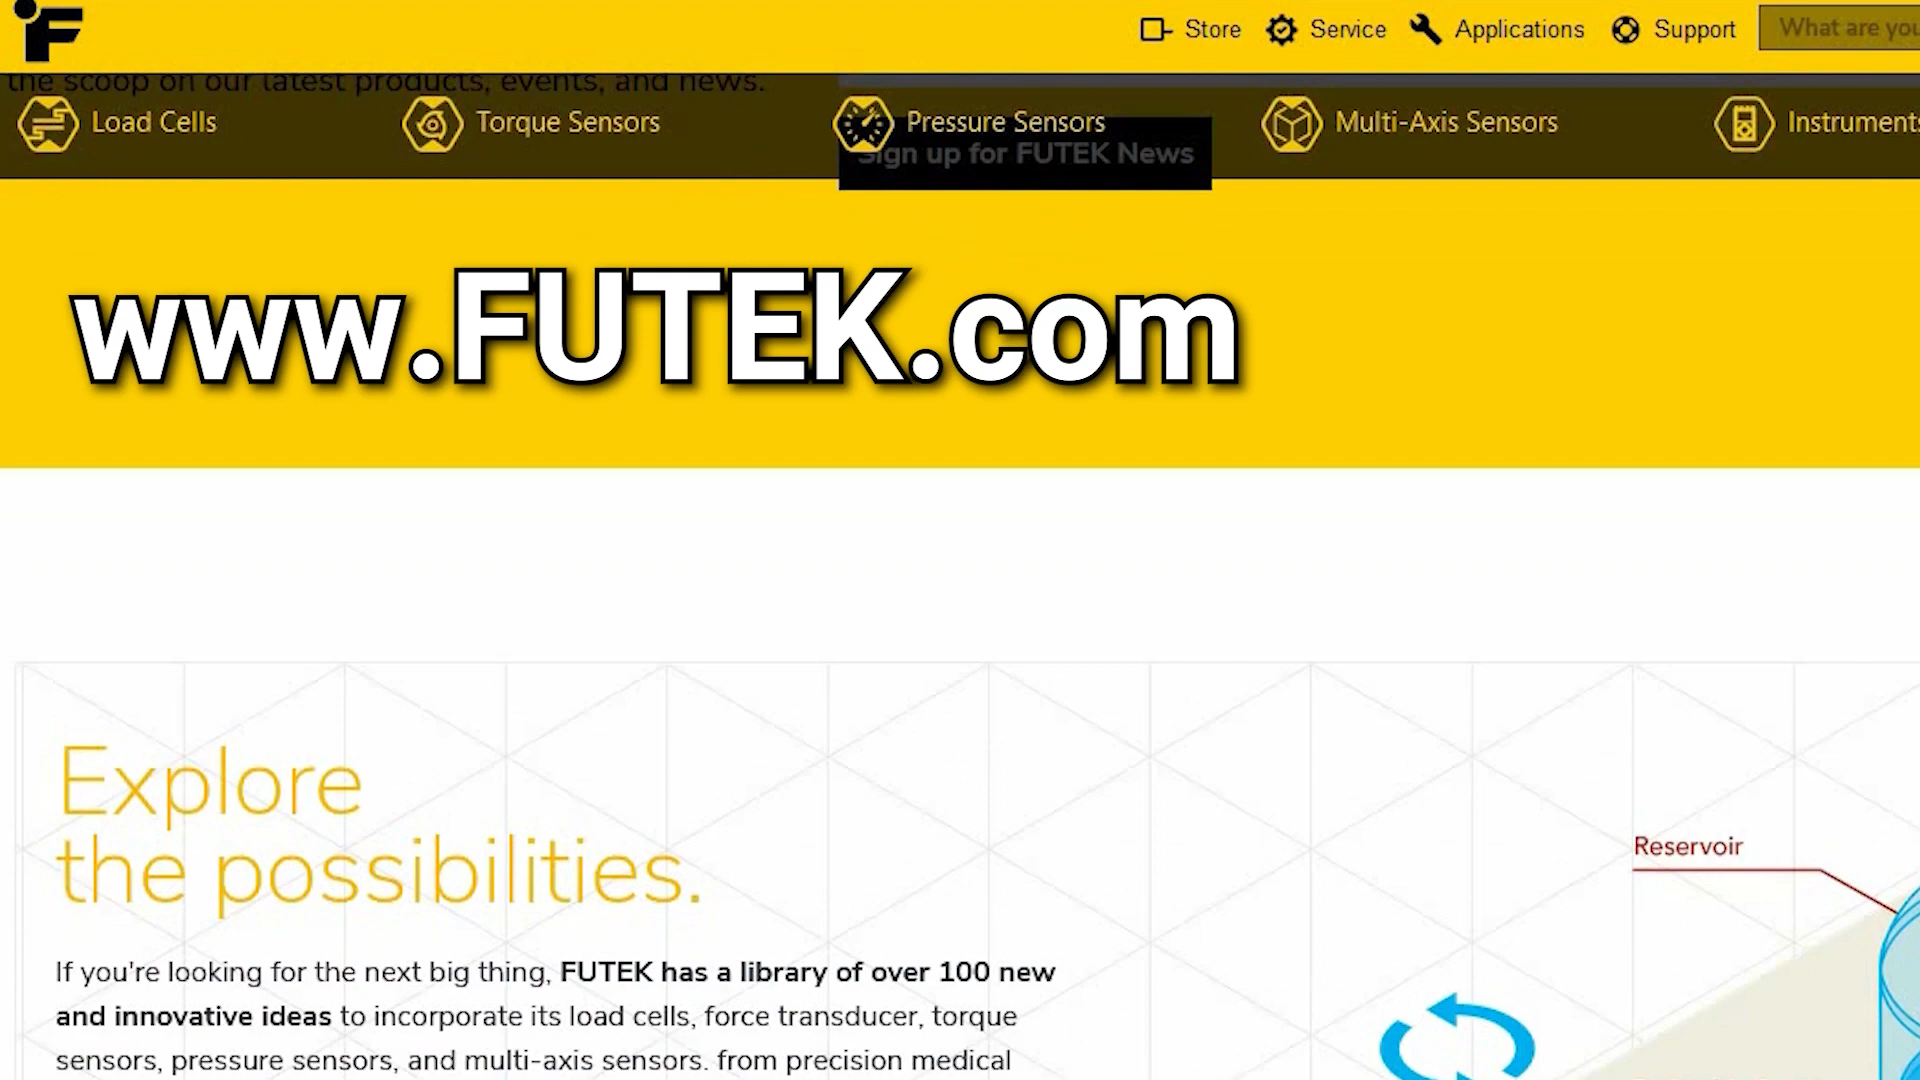 Store Service Applications Support What are you
the scoop on our latest products, events, and news.
Load Cells Torque Sensors Pressure Sensors Multi-Axis Sensors Instruments
Sign up for FUTEK News
www.FUTEK.com
Explore
the possibilities.
Reservoir
If you're looking for the next big thing, FUTEK has a library of over 100 new
and innovative ideas to incorporate its load cells, force transducer, torque
sensors, pressure sensors, and multi-axis sensors. from precision medical